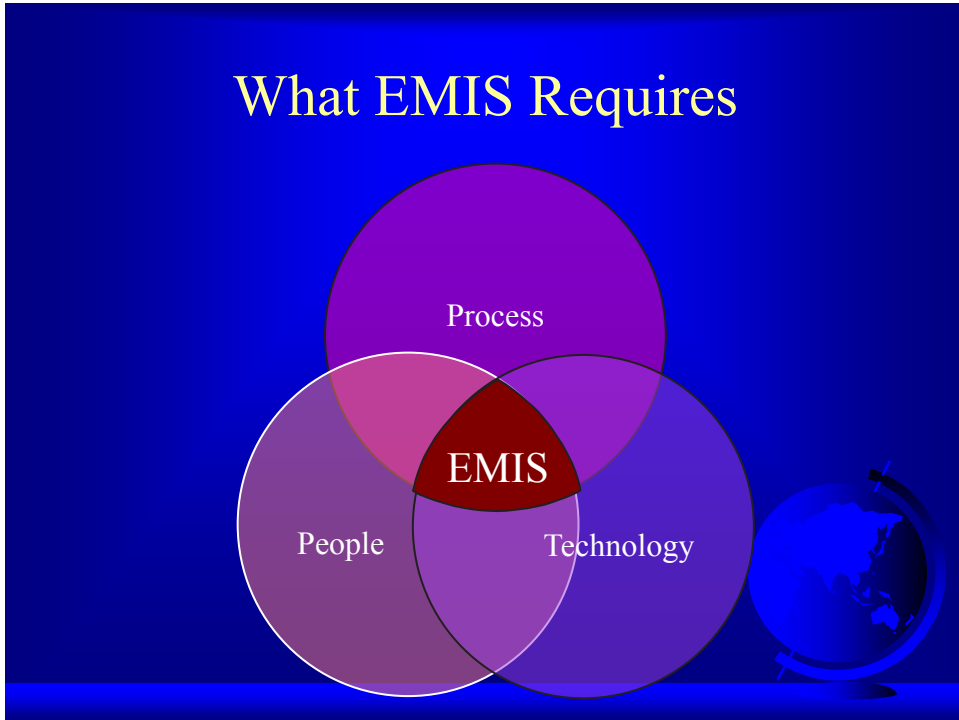 What EMIS Requires
Process
EMIS
People
Technology